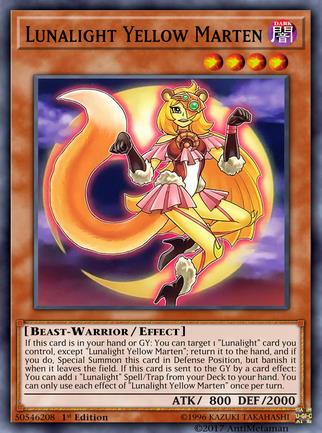 Lunalight Yellow Marten
DARK
闇
[Beast-Warrior / Effect]
If this card is in your hand or GY: You can target 1 "Lunalight" card you
control, except "Lunalight Yellow Marten"; return it to the hand, and if
you do, Special Summon this card in Defense Position, but banish it
when it leaves the field. If this card is sent to the GY by a card effect:
You can add 1 "Lunalight" Spell/Trap from your Deck to your hand. You
can only use each effect of "Lunalight Yellow Marten" once per turn.
ATK/ 800 DEF/2000
50546208 1st Edition ©1996 KAZUKI TAKAHASHI
©2017 AntiMetaman